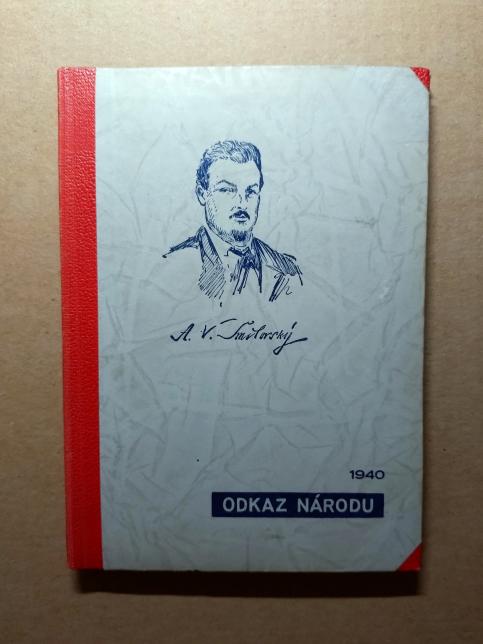 A. V. Šmilovský
1940
ODKAZ NÁRODU